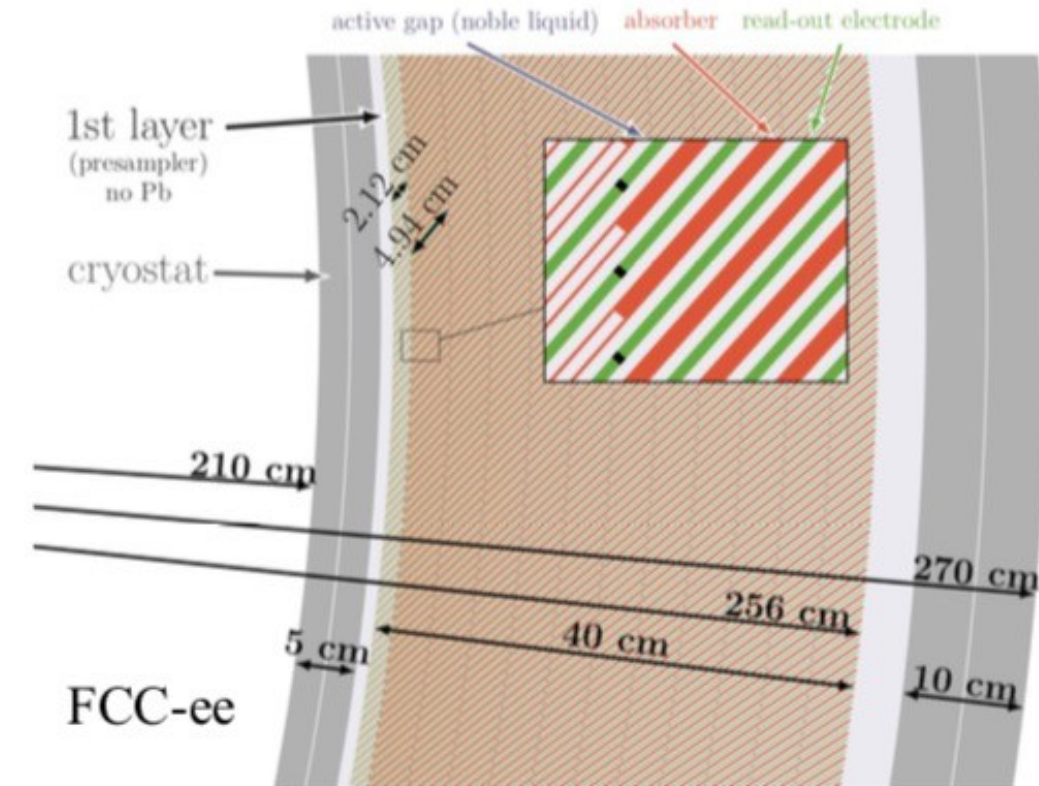 active gap (noble liquid) absorber read-out electrode
1st layer
(presampler)
no Pb
2.12 cm
4.94 cm
cryostat
210 cm
270 cm
256 cm
40 cm
5 cm
10 cm
FCC-ee